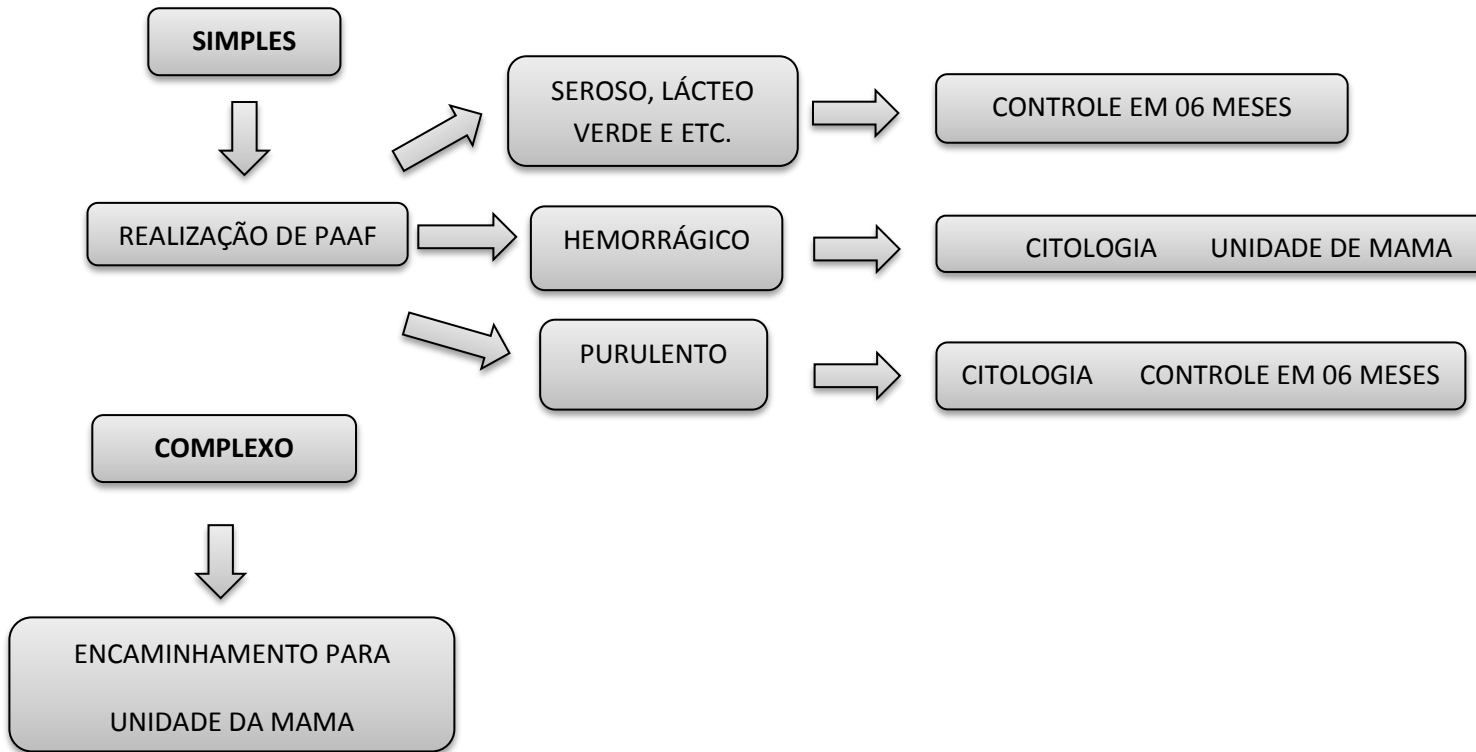 SIMPLES
SEROSO, LÁCTEO
VERDE E ETC.
CONTROLE EM 06 MESES
REALIZAÇÃO DE PAAF
HEMORRÁGICO
CITOLOGIA UNIDADE DE MAMA
PURULENTO
CITOLOGIA CONTROLE EM 06 MESES
COMPLEXO
ENCAMINHAMENTO PARA
UNIDADE DA MAMA